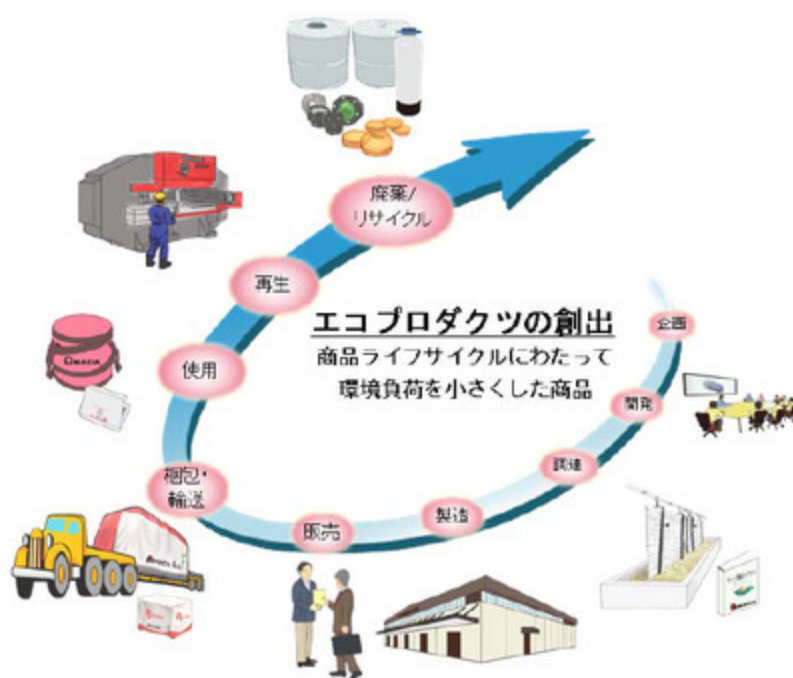 エコプロダクツの創出
商品ライフサイクルにわたって
環境負荷を小さくした商品
企画
開発
調達
製造
販売
梱包・
輸送
使用
再生
廃棄/
リサイクル
AMADA